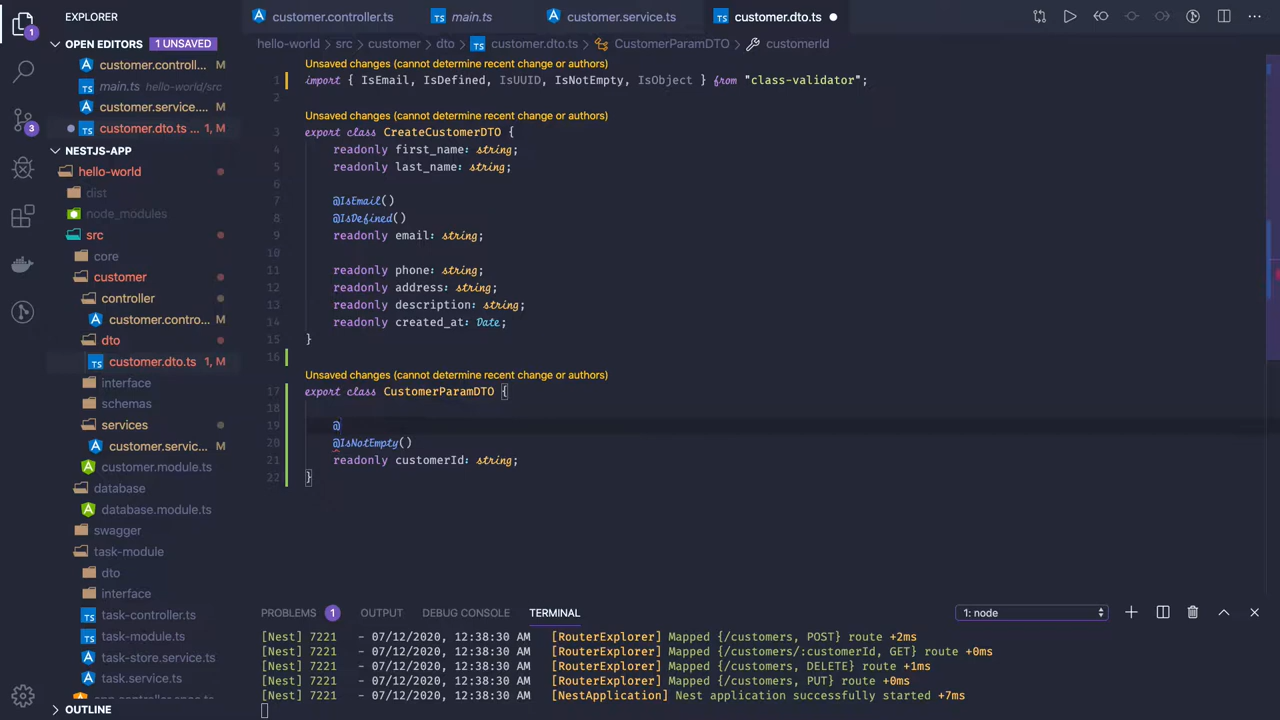 EXPLORER
customer.controller.ts
main.ts
customer.service.ts
customer.dto.ts
OPEN EDITORS 1 UNSAVED
customer.controll...
M
main.ts hello-world/src
customer.service.... M
customer.dto.ts ... 1, M
NESTJS-APP
hello-world
dist
node_modules
src
core
customer
controller
customer.contro... M
dto
customer.dto.ts 1, M
interface
schemas
services
customer.servic... M
customer.module.ts
database
database.module.ts
swagger
task-module
dto
interface
task-controller.ts
task-module.ts
task-store.service.ts
task.service.ts
OUTLINE
1
3
hello-world > src > customer > dto > customer.dto.ts > CustomerParamDTO > customerId
Unsaved changes (cannot determine recent change or authors)
1 import { IsEmail, IsDefined, IsUUID, IsNotEmpty, IsObject } from "class-validator";
2
Unsaved changes (cannot determine recent change or authors)
3 export class CreateCustomerDTO {
4 readonly first_name: string;
5 readonly last_name: string;
6
7 @IsEmail()
8 @IsDefined()
9 readonly email: string;
10
11 readonly phone: string;
12 readonly address: string;
13 readonly description: string;
14 readonly created_at: Date;
15 }
16
Unsaved changes (cannot determine recent change or authors)
17 export class CustomerParamDTO {
18
19 @
20 @IsNotEmpty()
21 readonly customerId: string;
22 }
PROBLEMS 1 OUTPUT DEBUG CONSOLE TERMINAL 1: node
[Nest] 7221 - 07/12/2020, 12:38:30 AM [RouterExplorer] Mapped {/customers, POST} route +2ms
[Nest] 7221 - 07/12/2020, 12:38:30 AM [RouterExplorer] Mapped {/customers/:customerId, GET} route +0ms
[Nest] 7221 - 07/12/2020, 12:38:30 AM [RouterExplorer] Mapped {/customers, DELETE} route +1ms
[Nest] 7221 - 07/12/2020, 12:38:30 AM [RouterExplorer] Mapped {/customers, PUT} route +0ms
[Nest] 7221 - 07/12/2020, 12:38:30 AM [NestApplication] Nest application successfully started +7ms